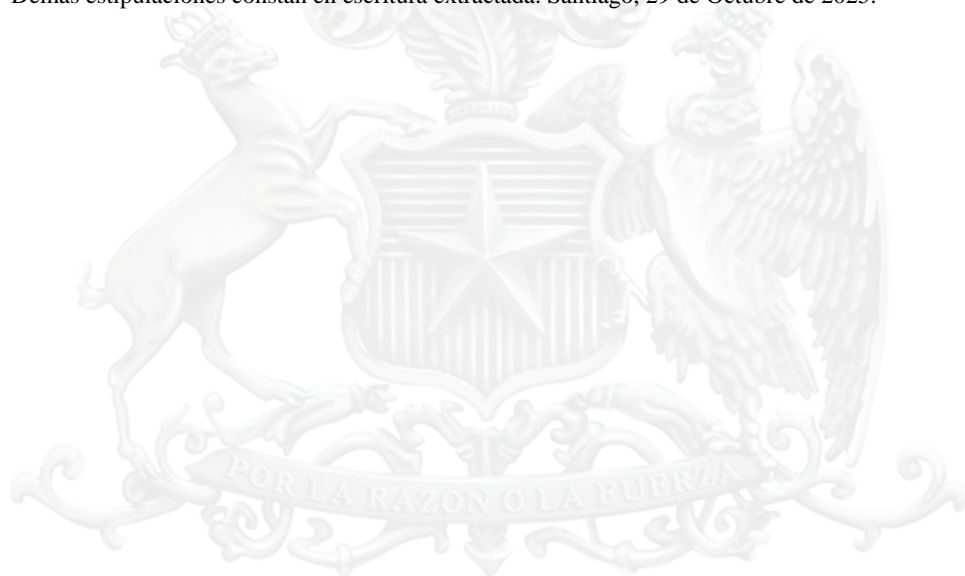 Demás estipulaciones constan en escritura extractada. Santiago, 29 de Octubre de 2025.
POR LA RAZON O LA FUERZA